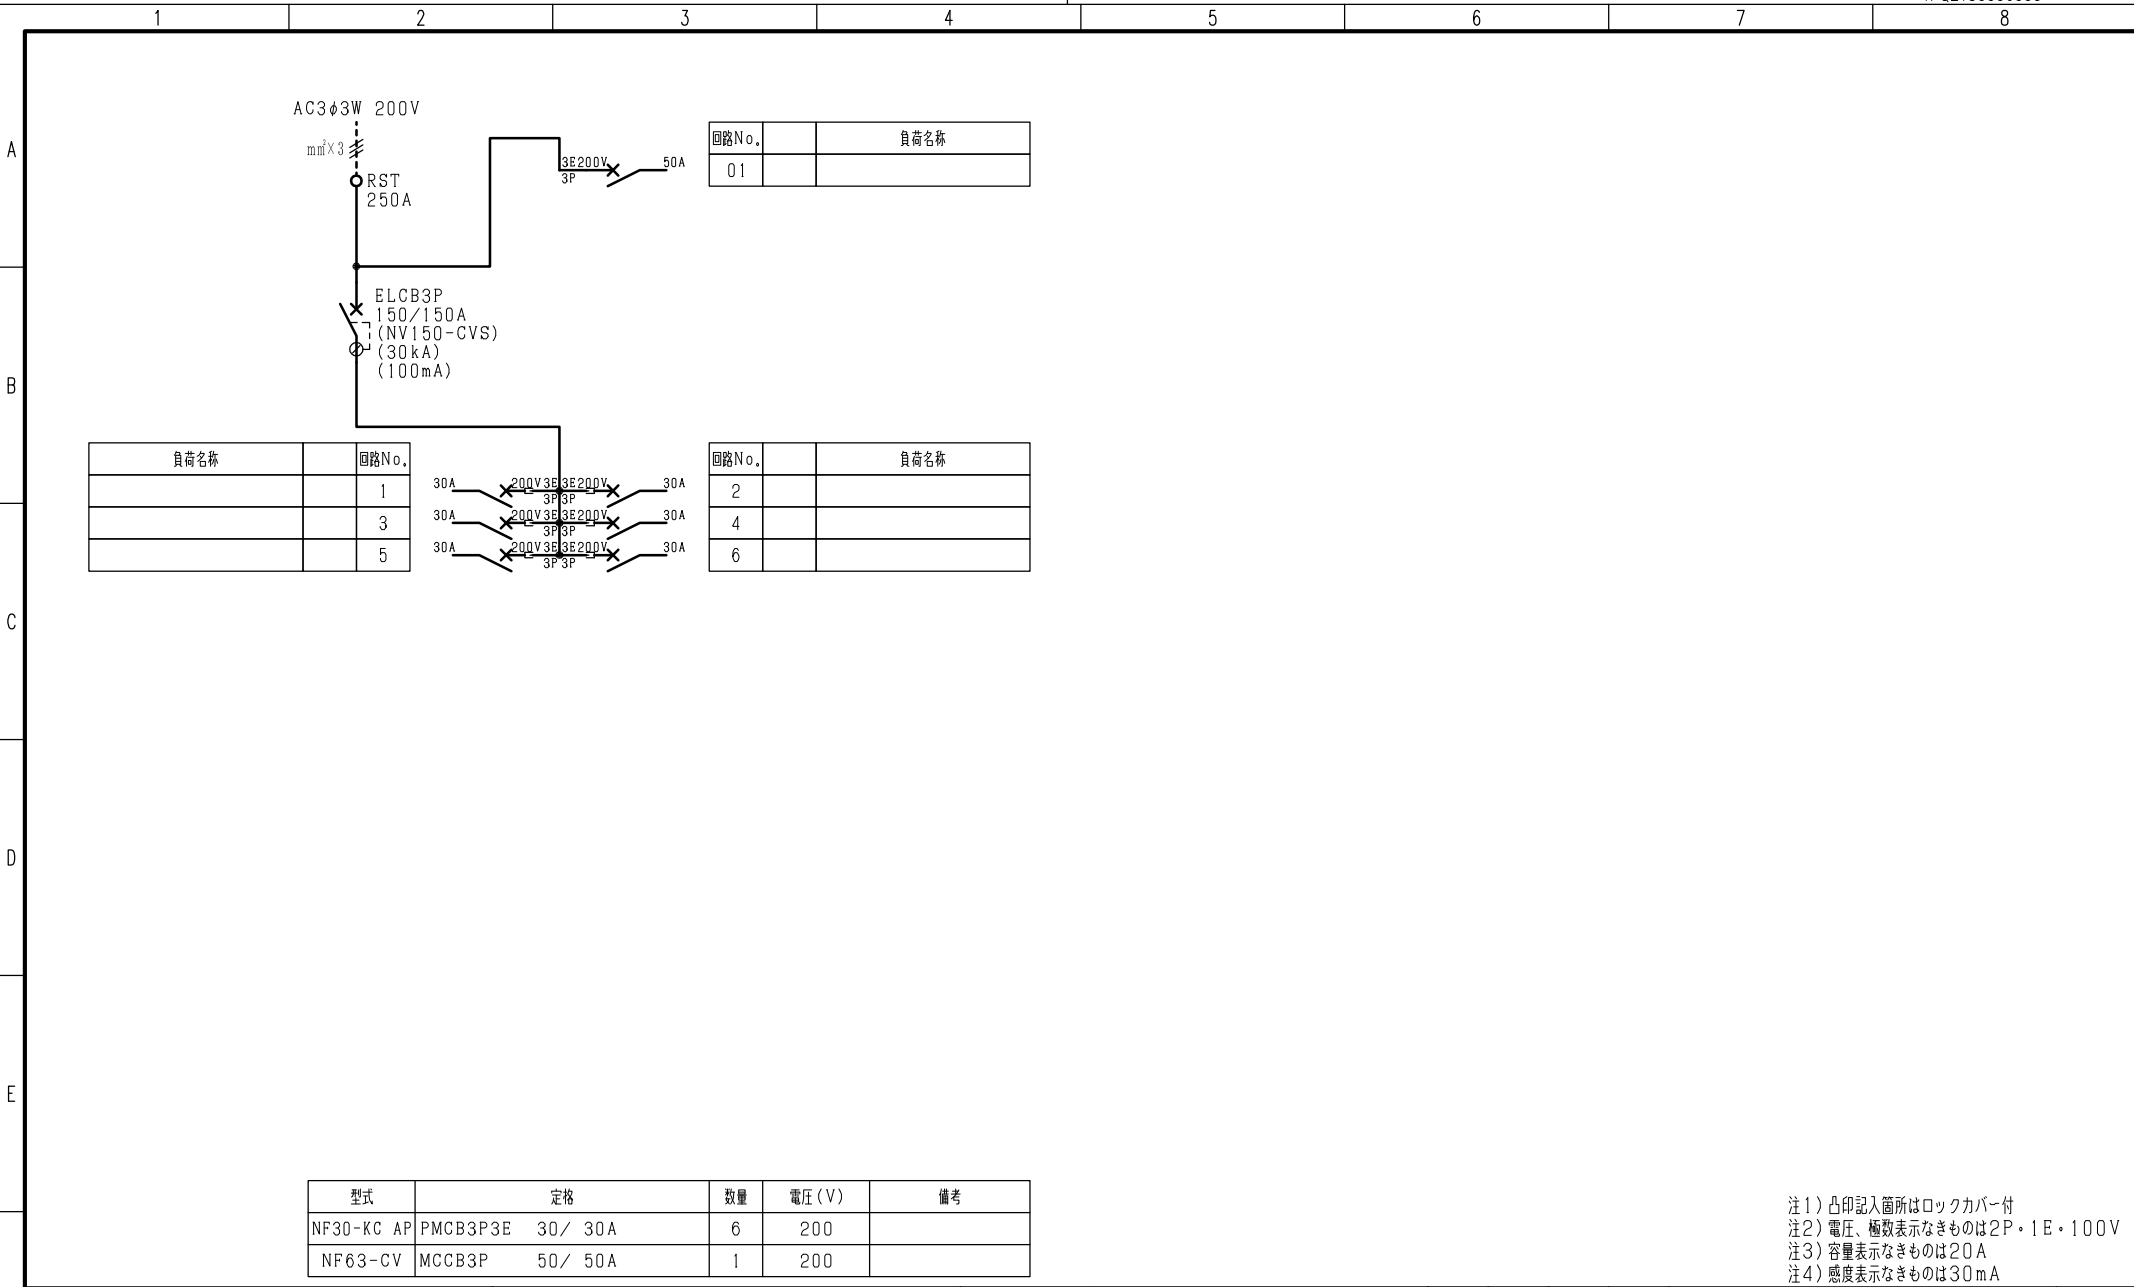 1 2 3 4 5 6 7 8
A
AC3φ3W 200V
mm²×3
RST
250A
3E200V 50A
3P
回路No. 負荷名称
01
B
ELCB3P
150/150A
(NV150-CVS)
(30kA)
(100mA)
負荷名称 回路No. 回路No. 負荷名称
1 30A 200V3E 3E200V 30A 2
3P 3P
3 30A 200V3E 3E200V 30A 4
3P 3P
5 30A 200V3E 3E200V 30A 6
3P 3P
C
D
E
型式 定格 数量 電圧(V) 備考
NF30-KC AP PMCB3P3E 30/ 30A 6 200
NF63-CV MCCB3P 50/ 50A 1 200
注1)凸印記入箇所はロックカバー付
注2)電圧、極数表示なきものは2P・1E・100V
注3)容量表示なきものは20A
注4)感度表示なきものは30mA